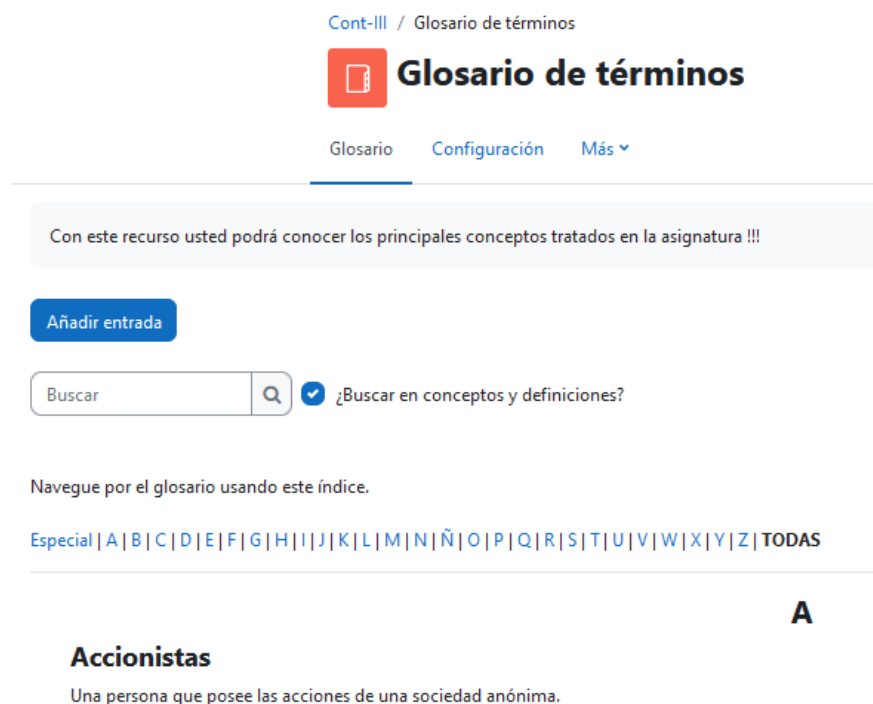 Cont-III / Glosario de términos
Glosario de términos
Glosario Configuración Más
Con este recurso usted podrá conocer los principales conceptos tratados en la asignatura !!!
Añadir entrada
Buscar ¿Buscar en conceptos y definiciones?
Navegue por el glosario usando este índice.
Especial | A | B | C | D | E | F | G | H | I | J | K | L | M | N | Ñ | O | P | Q | R | S | T | U | V | W | X | Y | Z | TODAS
A
Accionistas
Una persona que posee las acciones de una sociedad anónima.